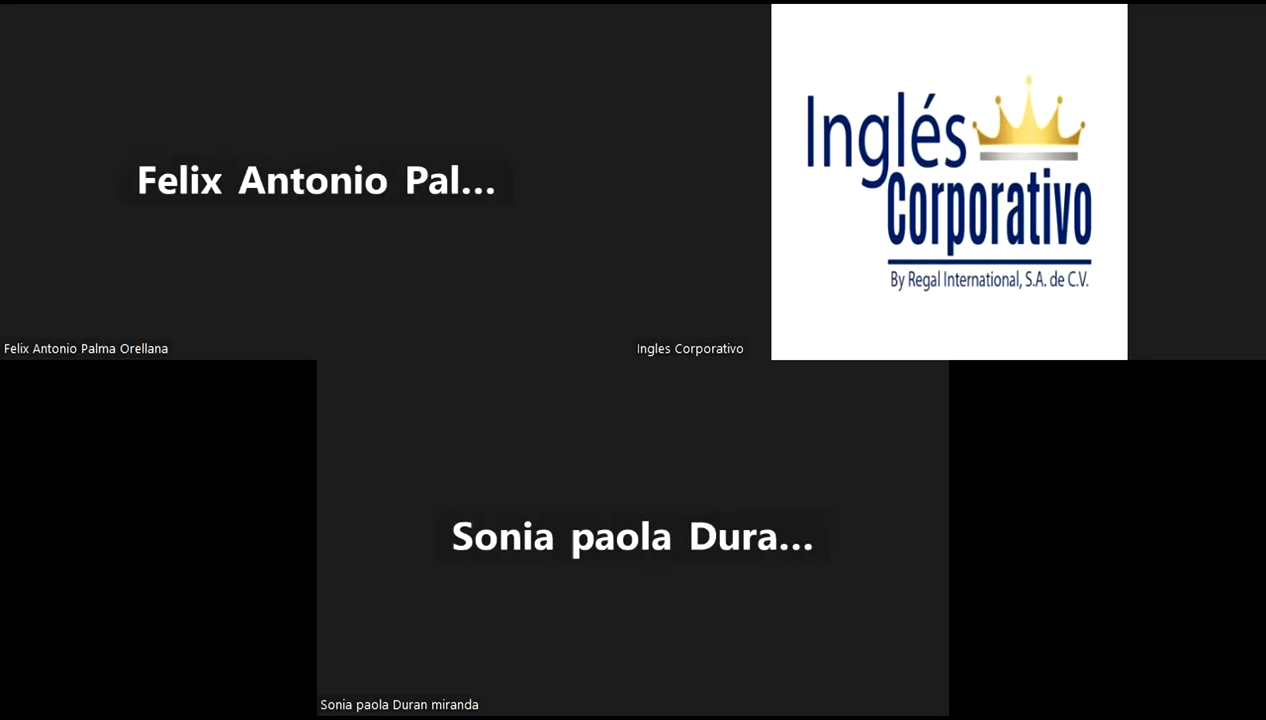 Felix Antonio Pal...
Inglés
Corporativo
By Regal International, S.A. de C.V.
Felix Antonio Palma Orellana
Ingles Corporativo
Sonia paola Dura...
Sonia paola Duran miranda